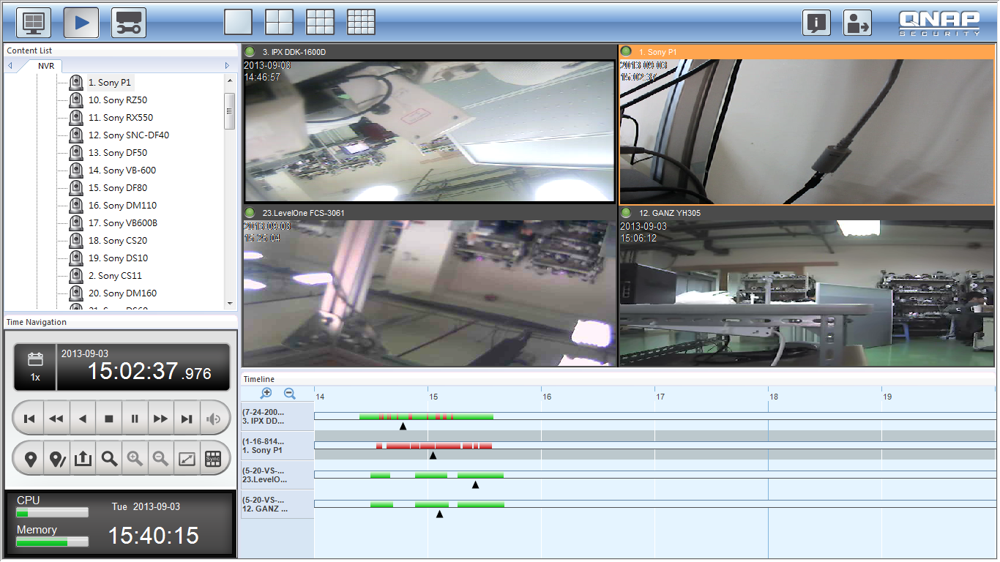 QNAP
SECURITY
Content List
NVR
1. Sony P1
10. Sony RZ50
11. Sony RX550
12. Sony SNC-DF40
13. Sony DF50
14. Sony VB-600
15. Sony DF80
16. Sony DM110
17. Sony VB600B
18. Sony CS20
19. Sony DS10
2. Sony CS11
20. Sony DM160
3. IPX DDK-1600D
2013-09-03
14:46:57
1. Sony P1
2013-09-03
15:02:37
23.LevelOne FCS-3061
2013-09-03
15:25:04
12. GANZ YH305
2013-09-03
15:06:12
Time Navigation
2013-09-03
1x
15:02:37.976
Sync
CPU
Tue 2013-09-03
Memory
15:40:15
Timeline
14 15 16 17 18 19
(7-24-200...
3. IPX DD...
(1-16-814...
1. Sony P1
(5-20-VS-...
23.LevelO...
(5-20-VS-...
12. GANZ ...